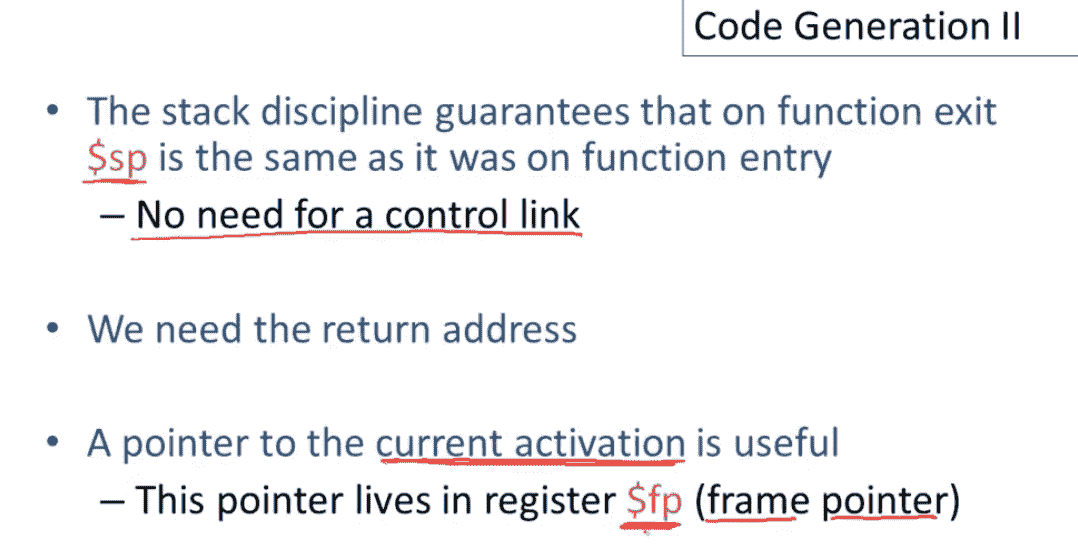 Code Generation II
• The stack discipline guarantees that on function exit
$sp is the same as it was on function entry
– No need for a control link
• We need the return address
• A pointer to the current activation is useful
– This pointer lives in register $fp (frame pointer)